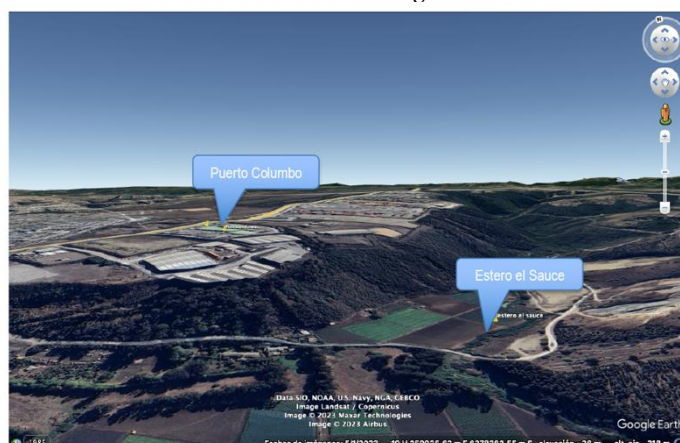 Puerto Columbo
Estero el Sauce
estero el sauce
Data SIO, NOAA, U.S. Navy, NGA, GEBCO
Image Landsat / Copernicus
Image © 2023 Maxar Technologies
Image © 2023 Airbus
Google Earth
1985